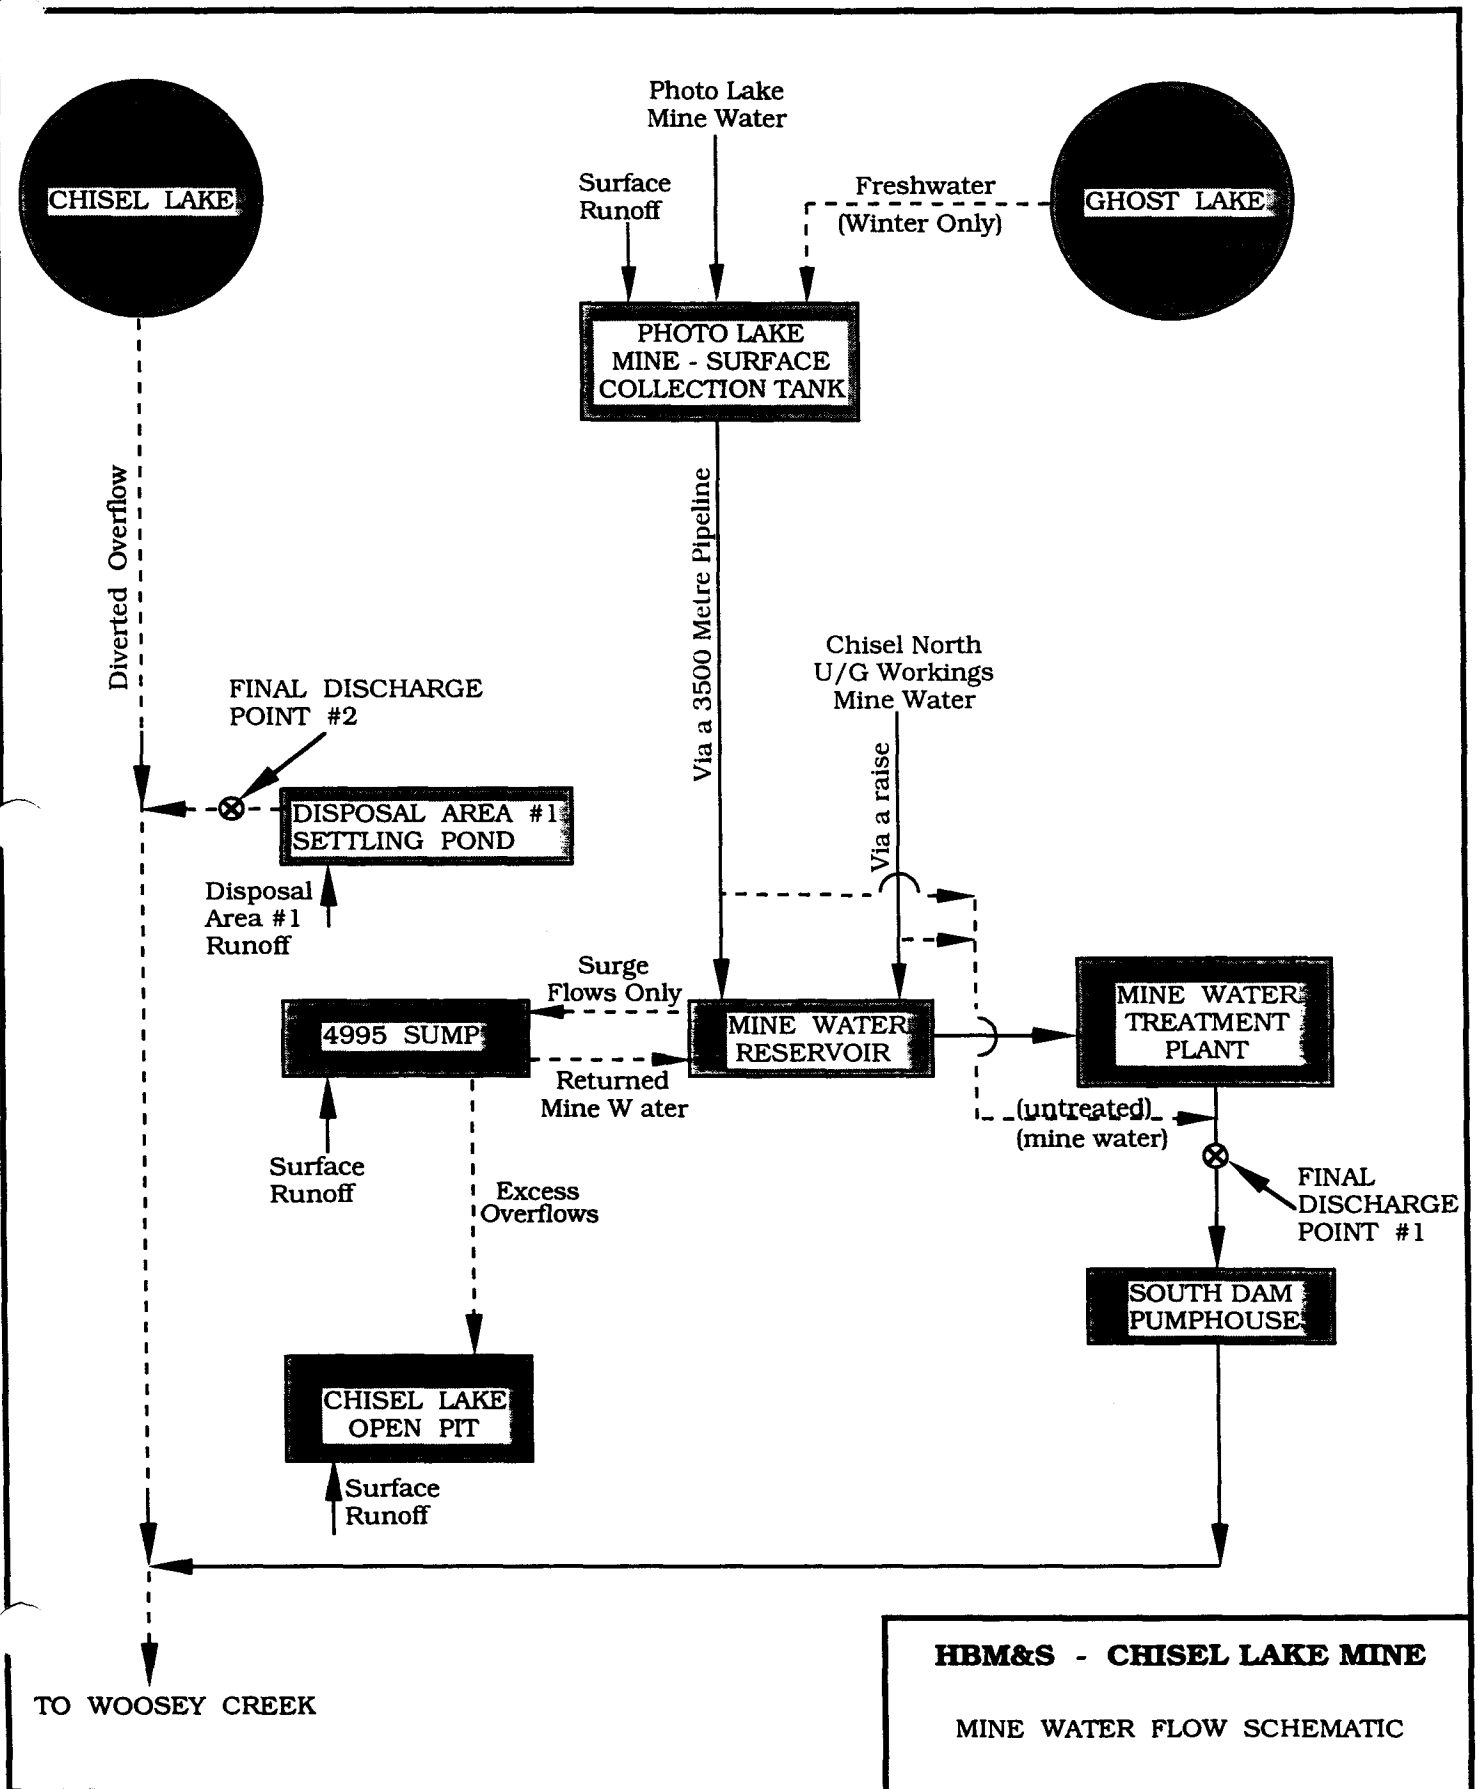 Photo Lake
Mine Water
CHISEL LAKE
Surface
Runoff
Freshwater
(Winter Only)
GHOST LAKE
PHOTO LAKE
MINE - SURFACE
COLLECTION TANK
Diverted Overflow
Via a 3500 Metre Pipeline
Chisel North
U/G Workings
Mine Water
Via a raise
FINAL DISCHARGE
POINT #2
DISPOSAL AREA #1
SETTLING POND
Disposal
Area #1
Runoff
Surge
Flows Only
4995 SUMP
MINE WATER
RESERVOIR
MINE WATER
TREATMENT
PLANT
Returned
Mine W ater
(untreated)
(mine water)
Surface
Runoff
Excess
Overflows
FINAL
DISCHARGE
POINT #1
SOUTH DAM
PUMPHOUSE
CHISEL LAKE
OPEN PIT
Surface
Runoff
TO WOOSEY CREEK
HBM&S - CHISEL LAKE MINE
MINE WATER FLOW SCHEMATIC